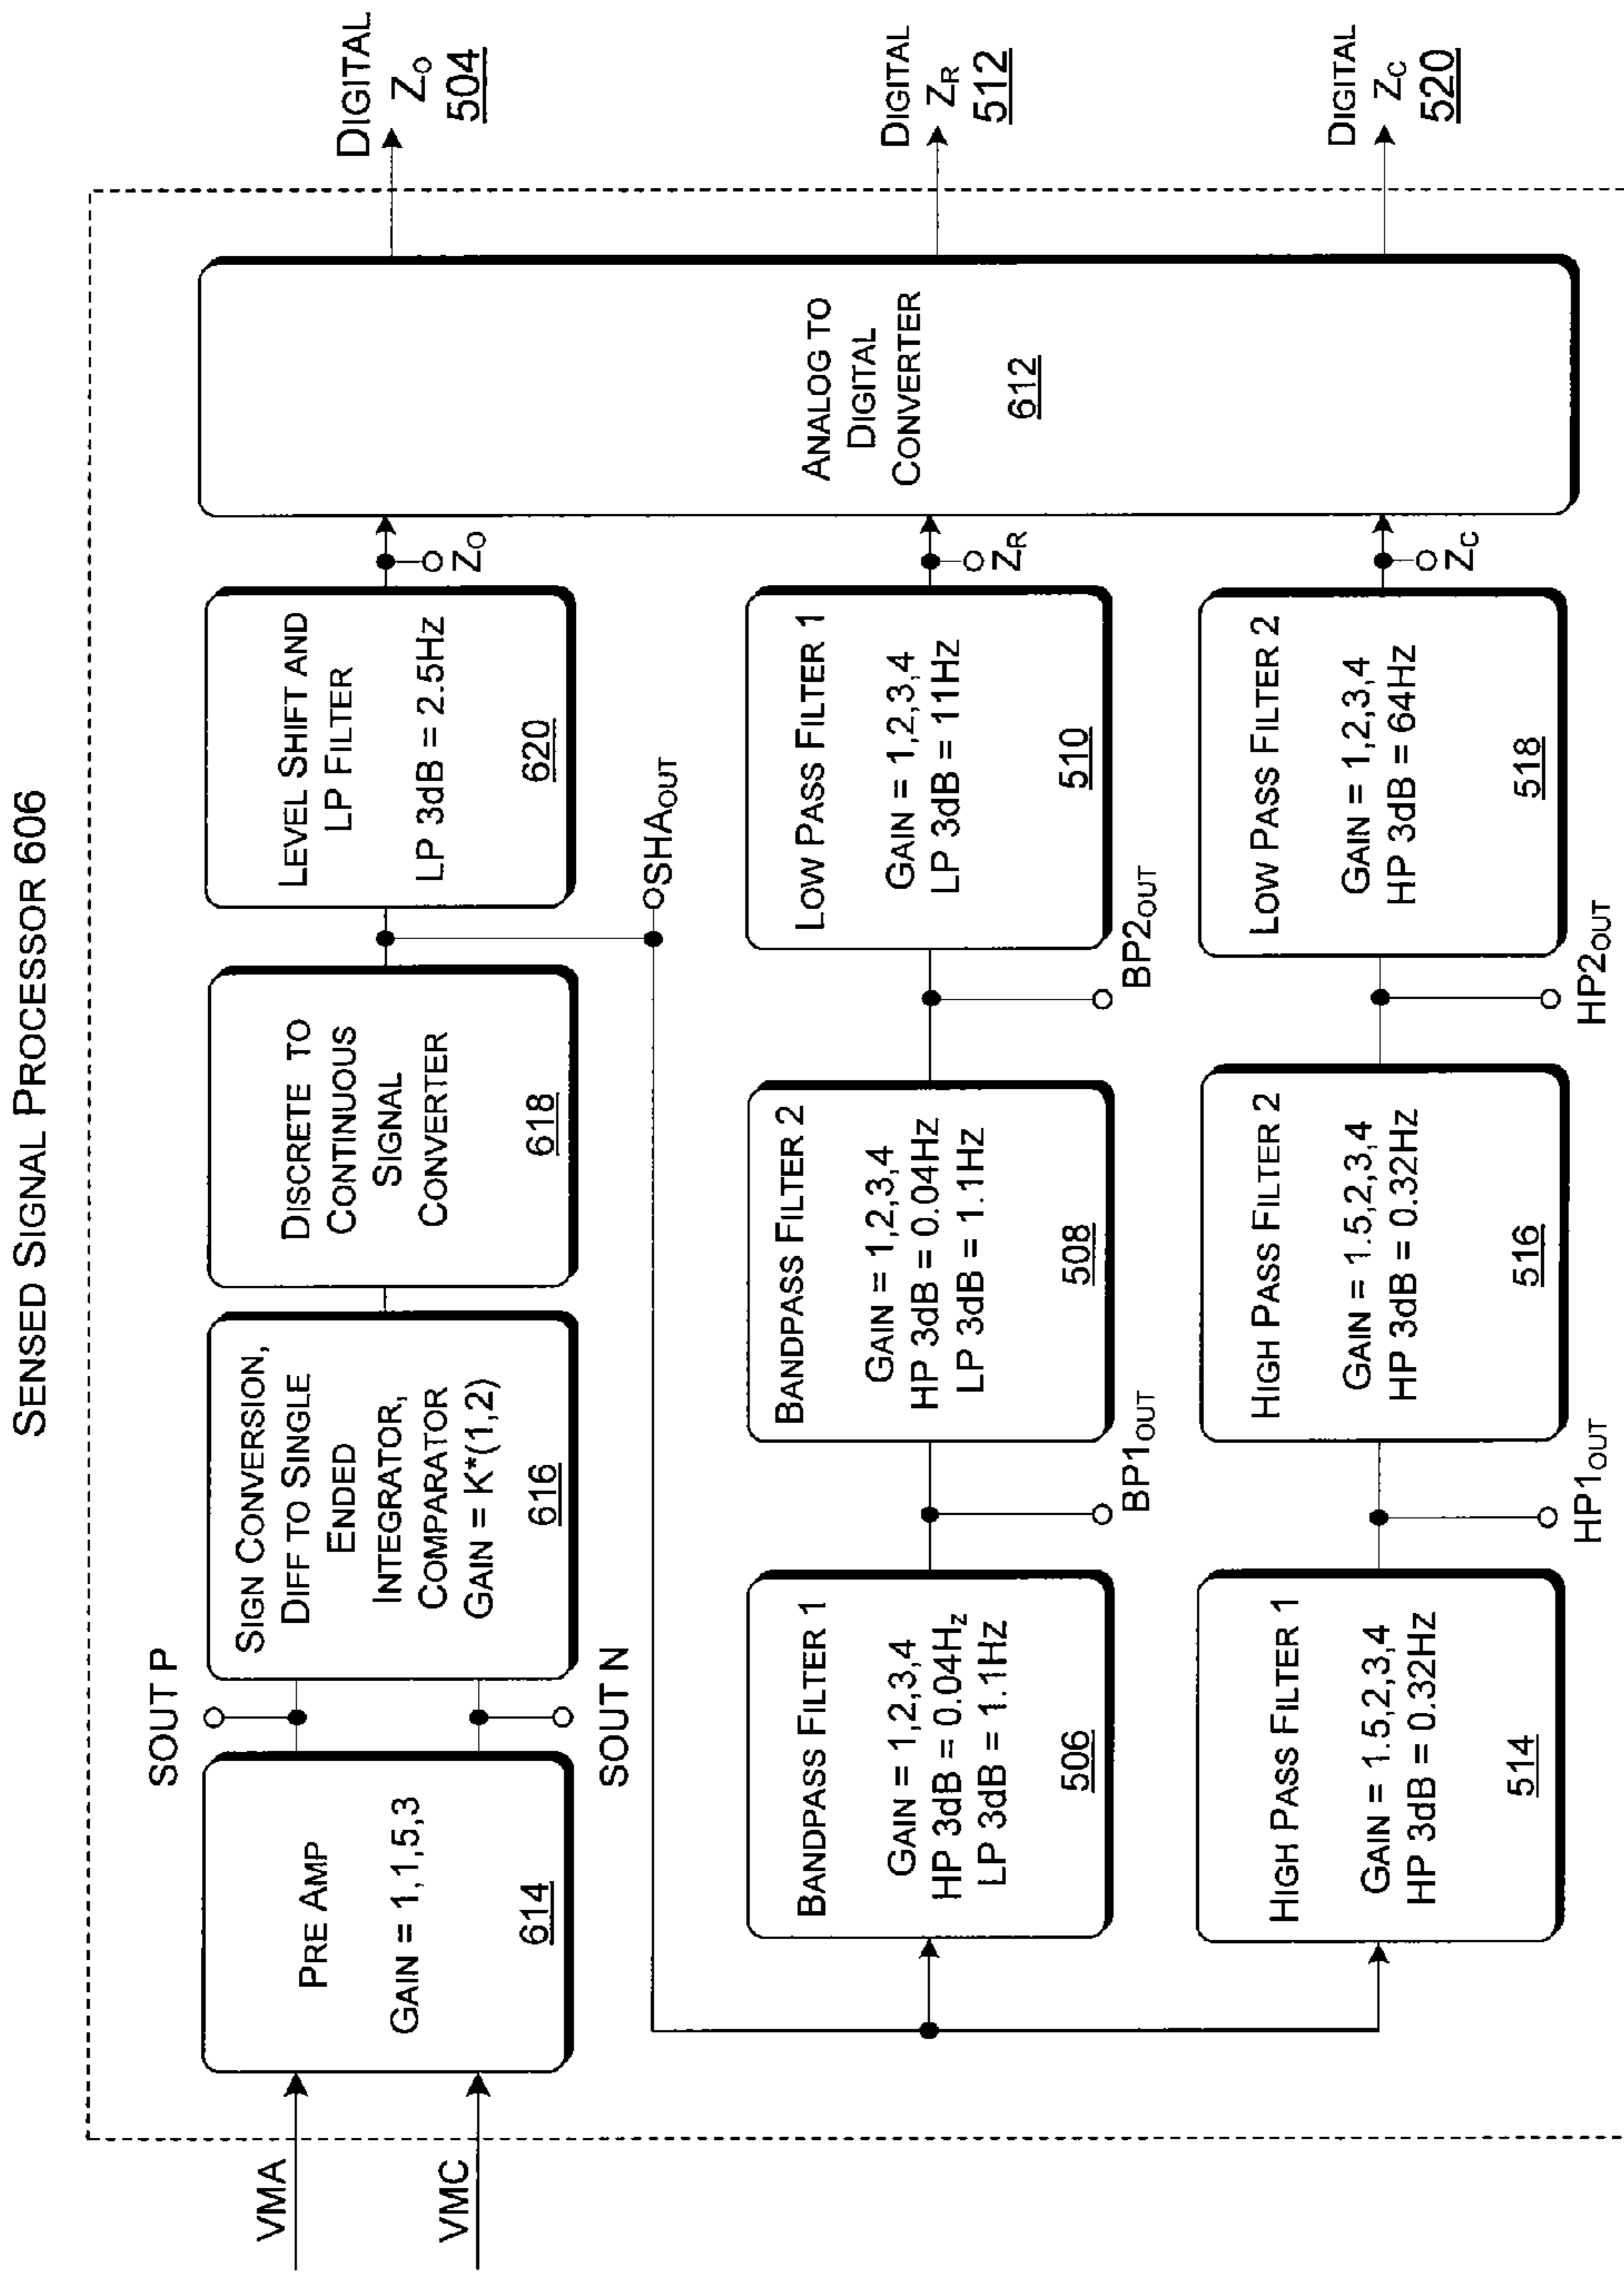 SENSED SIGNAL PROCESSOR 606
VMA
VMC
PRE AMP
GAIN = 1,1,5,3
614
SOUT P
SOUT N
SIGN CONVERSION,
DIFF TO SINGLE
ENDED
INTEGRATOR,
COMPARATOR
GAIN = K*(1,2)
616
DISCRETE TO
CONTINUOUS
SIGNAL
CONVERTER
618
LEVEL SHIFT AND
LP FILTER
LP 3dB = 2.5Hz
620
ZO
SHAOUT
BANDPASS FILTER 1
GAIN = 1,2,3,4
HP 3dB = 0.04Hz
LP 3dB = 1.1Hz
506
BP1OUT
BANDPASS FILTER 2
GAIN = 1,2,3,4
HP 3dB = 0.04Hz
LP 3dB = 1.1Hz
508
BP2OUT
LOW PASS FILTER 1
GAIN = 1,2,3,4
LP 3dB = 11Hz
510
ZR
HIGH PASS FILTER 1
GAIN = 1.5,2,3,4
HP 3dB = 0.32Hz
514
HP1OUT
HIGH PASS FILTER 2
GAIN = 1.5,2,3,4
HP 3dB = 0.32Hz
516
HP2OUT
LOW PASS FILTER 2
GAIN = 1,2,3,4
HP 3dB = 64Hz
518
ZC
ANALOG TO
DIGITAL
CONVERTER
612
DIGITAL
ZO
504
DIGITAL
ZR
512
DIGITAL
ZC
520